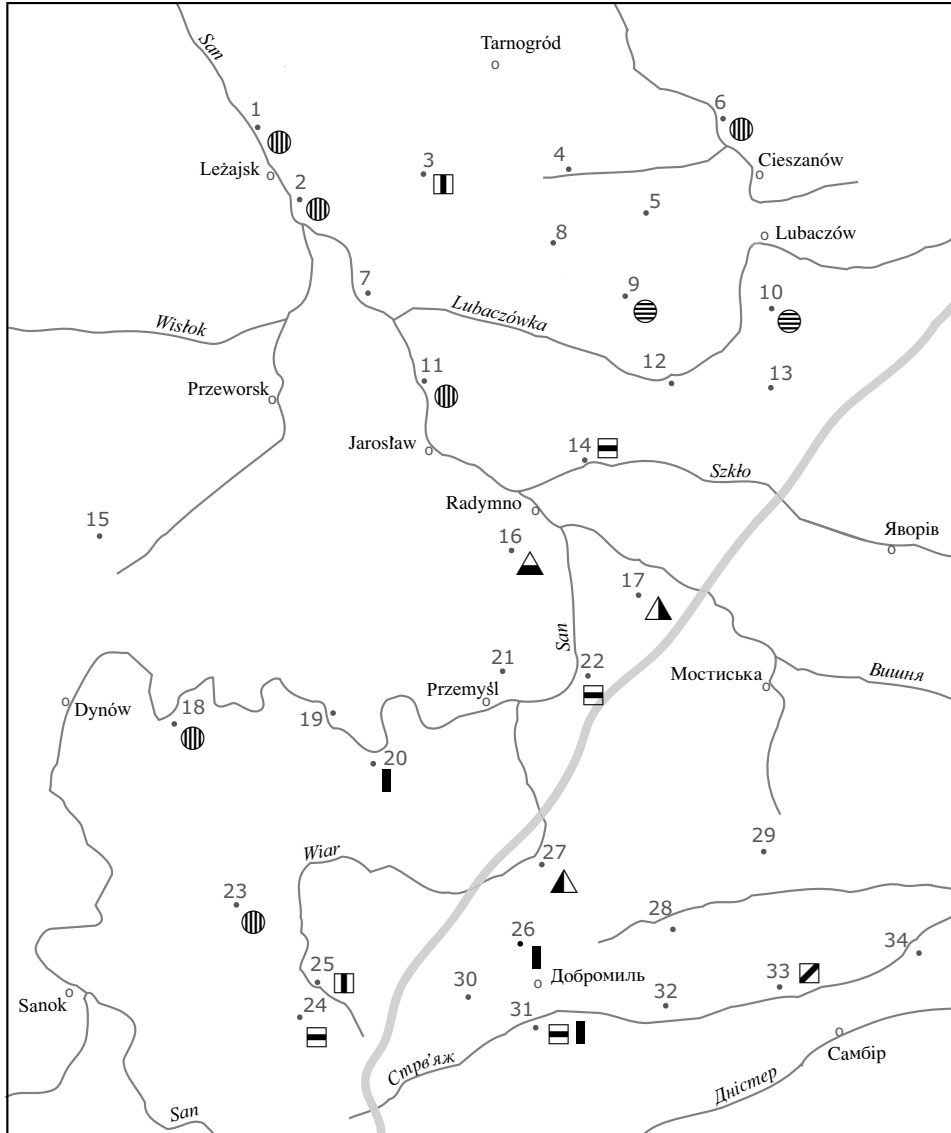 San
Tarnogród
1
6
Leżajsk
3
4
Cieszanów
2
5
8
Lubaczów
7
9
10
Wisłok
Lubaczówka
11
12
13
Przeworsk
Jarosław
14
Szkło
15
Radymno
16
Яворів
17
San
21
22
Dynów
18
19
Przemyśl
Мостиська
Вишня
20
Wiar
27
29
23
28
26
34
25
30
Добромиль
33
Sanok
24
31
32
Стрв’яж
Самбір
San
Дністер